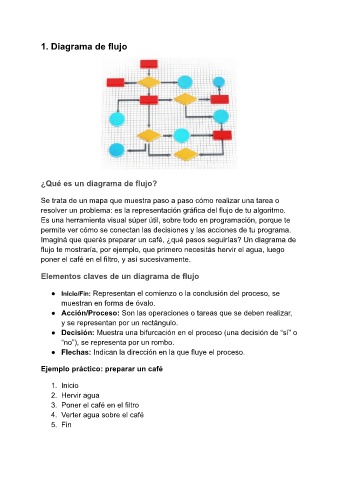 1. Diagrama de flujo
¿Qué es un diagrama de flujo?
Se trata de un mapa que muestra paso a paso cómo realizar una tarea o
resolver un problema: es la representación gráfica del flujo de tu algoritmo.
Es una herramienta visual súper útil, sobre todo en programación, porque te
permite ver cómo se conectan las decisiones y las acciones de tu programa.
Imaginá que querés preparar un café, ¿qué pasos seguirías? Un diagrama de
flujo te mostraría, por ejemplo, que primero necesitás hervir el agua, luego
poner el café en el filtro, y así sucesivamente.
Elementos claves de un diagrama de flujo
● Inicio/Fin: Representan el comienzo o la conclusión del proceso, se
muestran en forma de óvalo.
● Acción/Proceso: Son las operaciones o tareas que se deben realizar,
y se representan por un rectángulo.
● Decisión: Muestra una bifurcación en el proceso (una decisión de “sí” o
“no”), se representa por un rombo.
● Flechas: Indican la dirección en la que fluye el proceso.
Ejemplo práctico: preparar un café
1. Inicio
2. Hervir agua
3. Poner el café en el filtro
4. Verter agua sobre el café
5. Fin